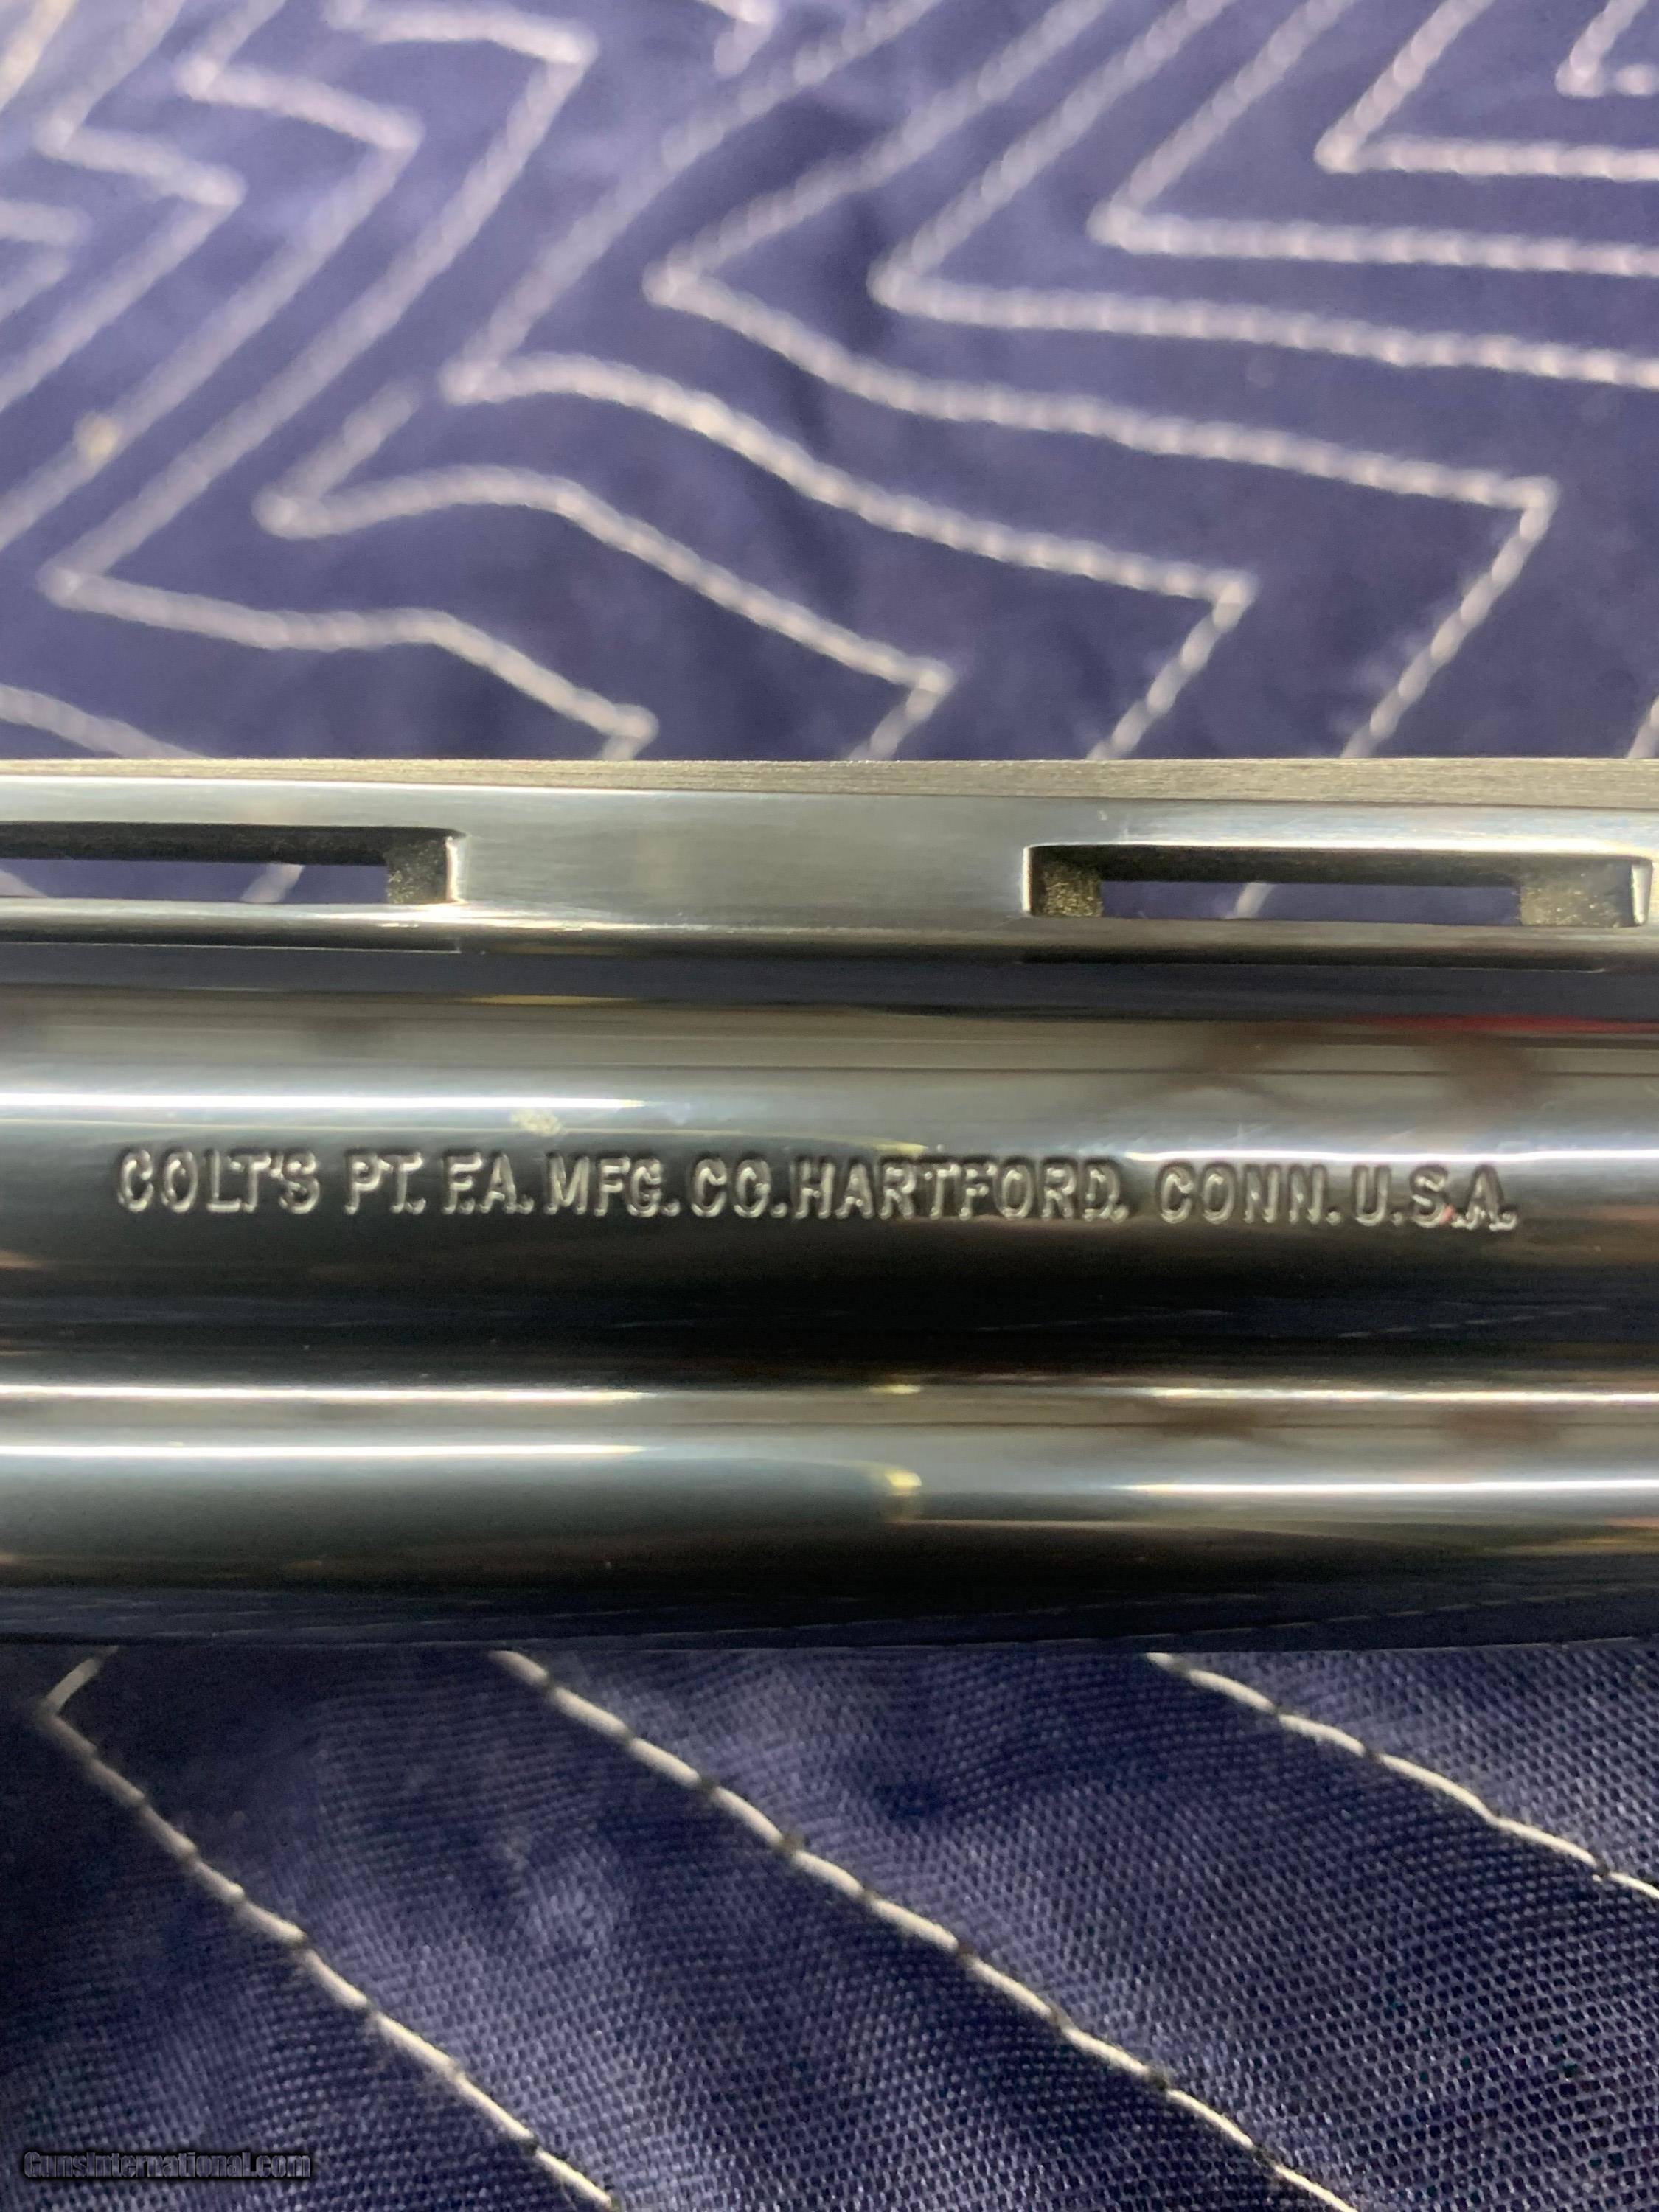 COLT'S PT. F.A. MFG. CO. HARTFORD. CONN. U.S.A.
GunsInternational.com